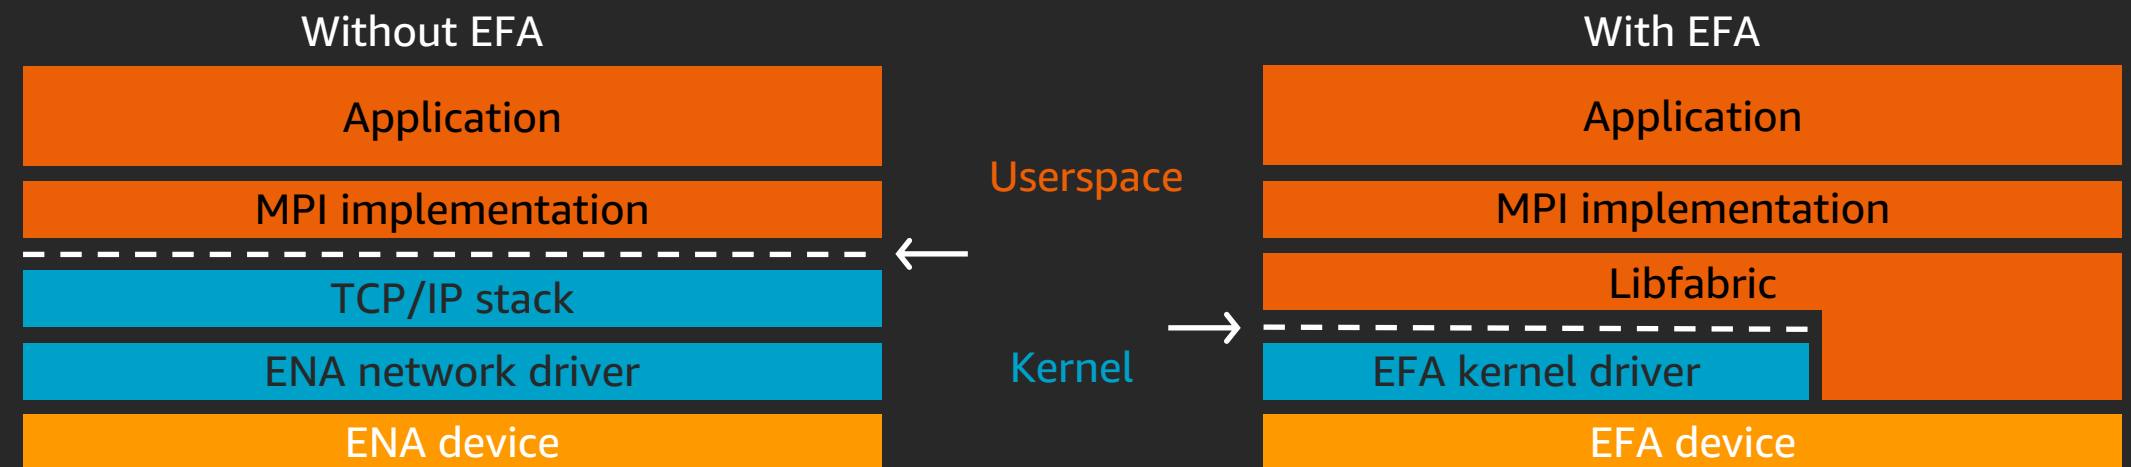 Without EFA
Application
MPI implementation
TCP/IP stack
ENA network driver
ENA device
Userspace
Kernel
With EFA
Application
MPI implementation
Libfabric
EFA kernel driver
EFA device